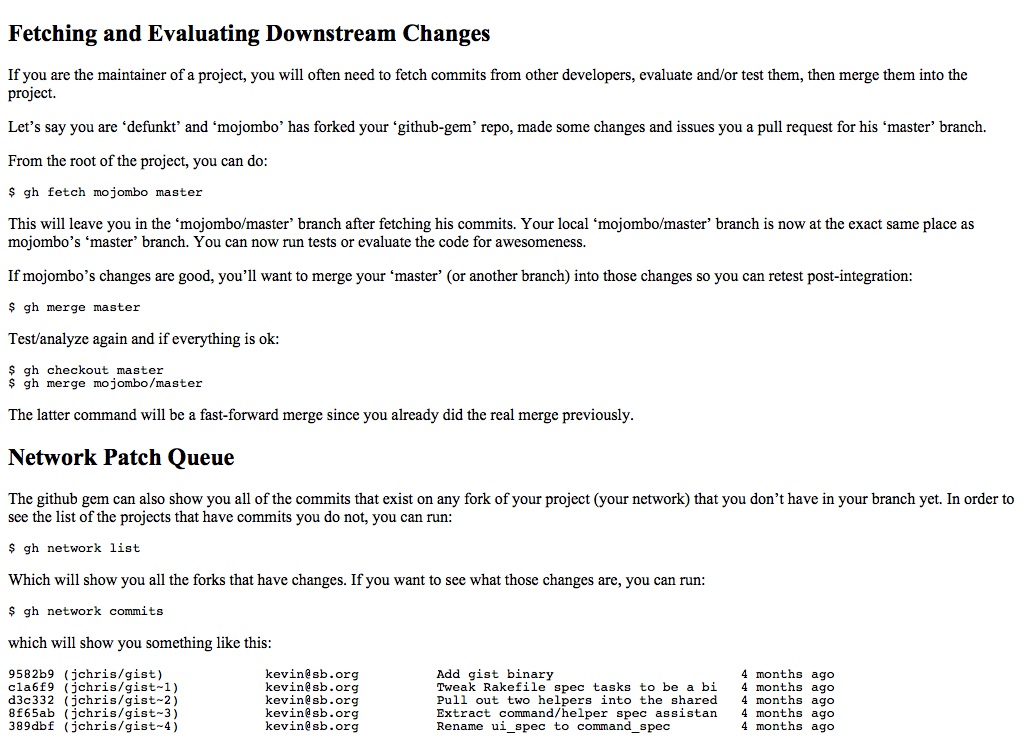 Fetching and Evaluating Downstream Changes
If you are the maintainer of a project, you will often need to fetch commits from other developers, evaluate and/or test them, then merge them into the
project.
Let’s say you are ‘defunkt’ and ‘mojombo’ has forked your ‘github-gem’ repo, made some changes and issues you a pull request for his ‘master’ branch.
From the root of the project, you can do:
$ gh fetch mojombo master
This will leave you in the ‘mojombo/master’ branch after fetching his commits. Your local ‘mojombo/master’ branch is now at the exact same place as
mojombo’s ‘master’ branch. You can now run tests or evaluate the code for awesomeness.
If mojombo’s changes are good, you’ll want to merge your ‘master’ (or another branch) into those changes so you can retest post-integration:
$ gh merge master
Test/analyze again and if everything is ok:
$ gh checkout master
$ gh merge mojombo/master
The latter command will be a fast-forward merge since you already did the real merge previously.
Network Patch Queue
The github gem can also show you all of the commits that exist on any fork of your project (your network) that you don’t have in your branch yet. In order to
see the list of the projects that have commits you do not, you can run:
$ gh network list
Which will show you all the forks that have changes. If you want to see what those changes are, you can run:
$ gh network commits
which will show you something like this:
9582b9 (jchris/gist) kevin@sb.org Add gist binary 4 months ago
c1a6f9 (jchris/gist~1) kevin@sb.org Tweak Rakefile spec tasks to be a bi 4 months ago
d3c332 (jchris/gist~2) kevin@sb.org Pull out two helpers into the shared 4 months ago
8f65ab (jchris/gist~3) kevin@sb.org Extract command/helper spec assistan 4 months ago
389dbf (jchris/gist~4) kevin@sb.org Rename ui_spec to command_spec 4 months ago